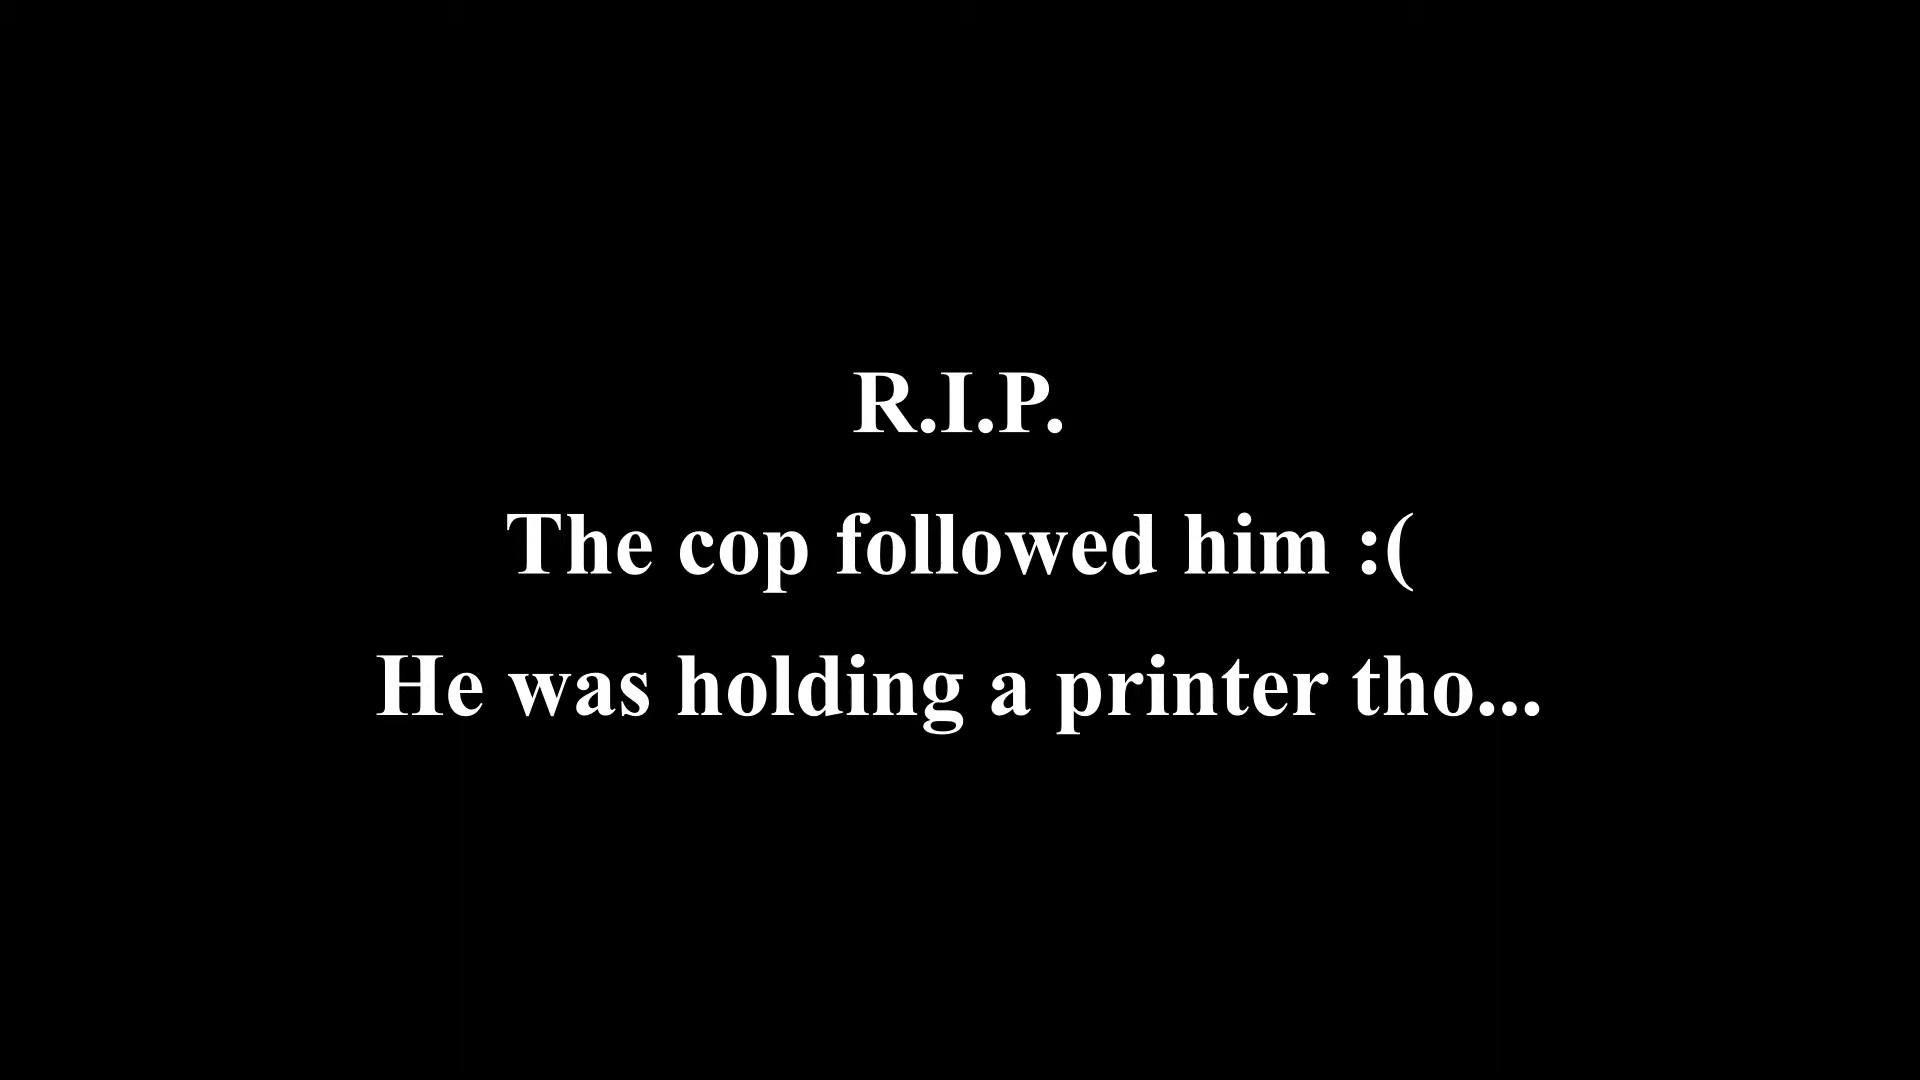 R.I.P.
The cop followed him :(
He was holding a printer tho...